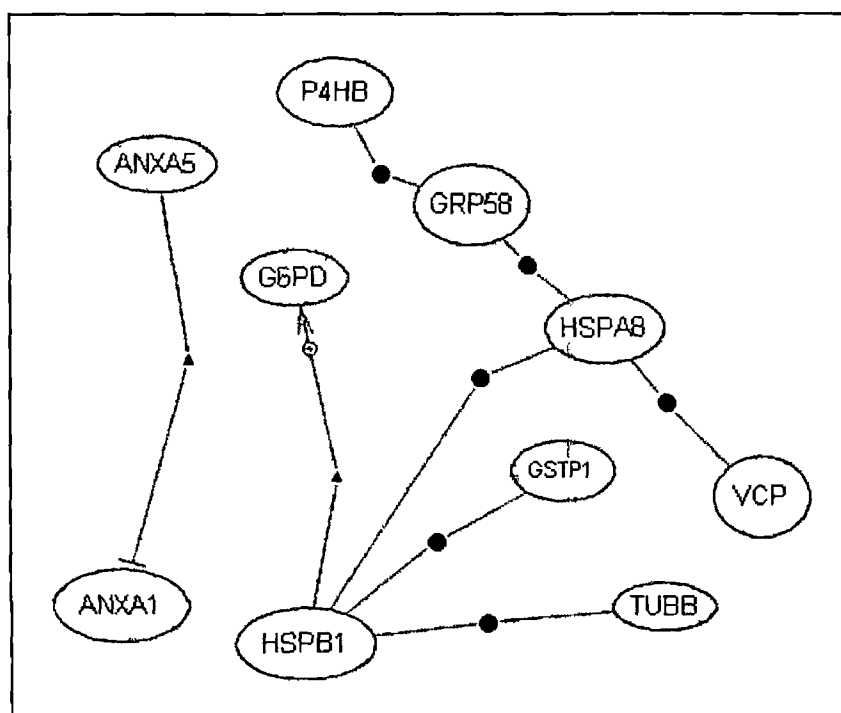 P4HB
ANXA5
GRP58
G6PD
HSPA8
GSTP1
VCP
ANXA1
TUBB
HSPB1